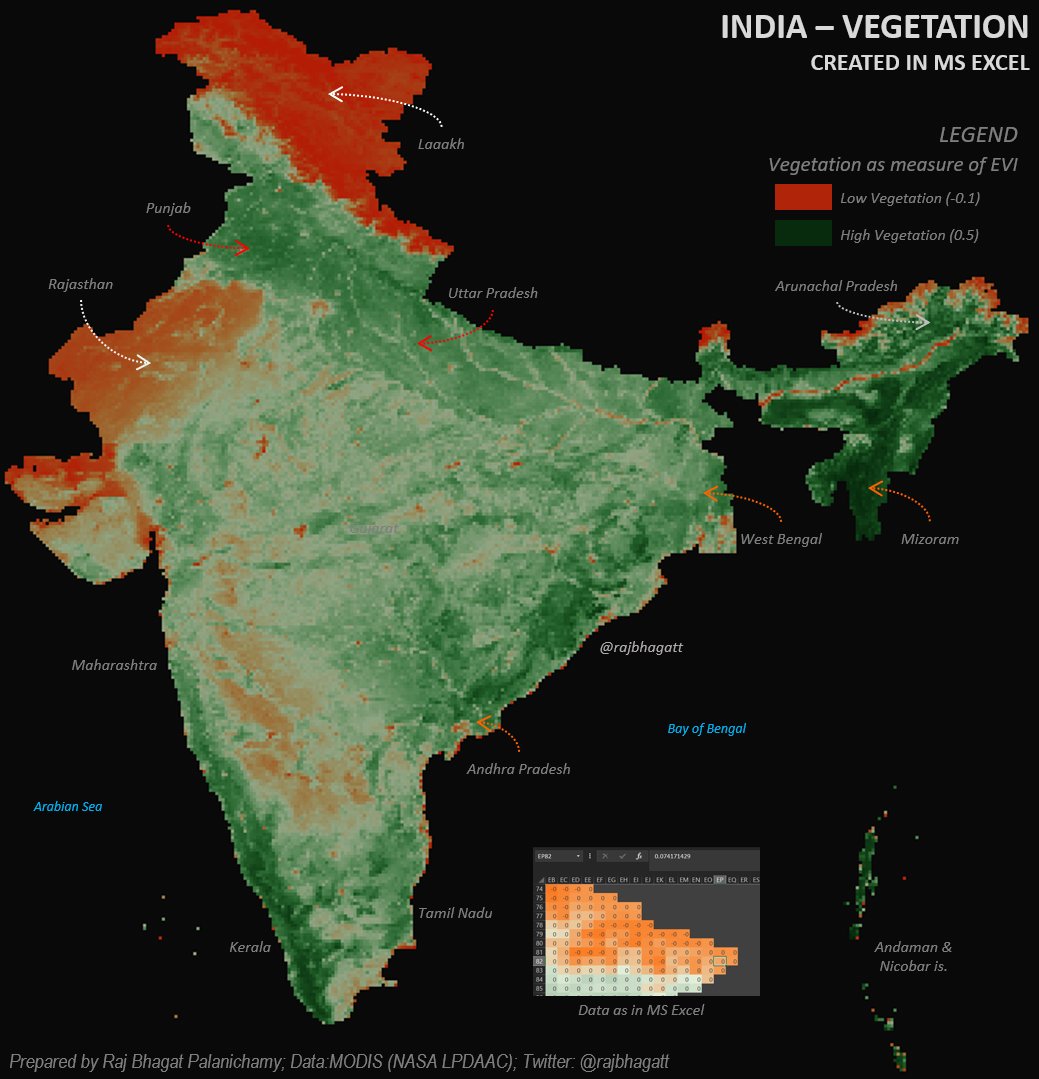 INDIA – VEGETATION
CREATED IN MS EXCEL
LEGEND
Vegetation as measure of EVI
Low Vegetation (-0.1)
High Vegetation (0.5)
Laaakh
Punjab
Rajasthan
Uttar Pradesh
Arunachal Pradesh
Gujarat
West Bengal
Mizoram
@rajbhagatt
Maharashtra
Bay of Bengal
Andhra Pradesh
Arabian Sea
Tamil Nadu
Kerala
Andaman &
Nicobar is.
EP82
0.074171429
EB EC ED EE EF EG EH EI EJ EK EL EM EN EO EP EQ ER ES
74 -0 -0 -0 0
75
76
77
78
79
80
81
82
83
84
85
Data as in MS Excel
Prepared by Raj Bhagat Palanichamy; Data:MODIS (NASA LPDAAC); Twitter: @rajbhagatt